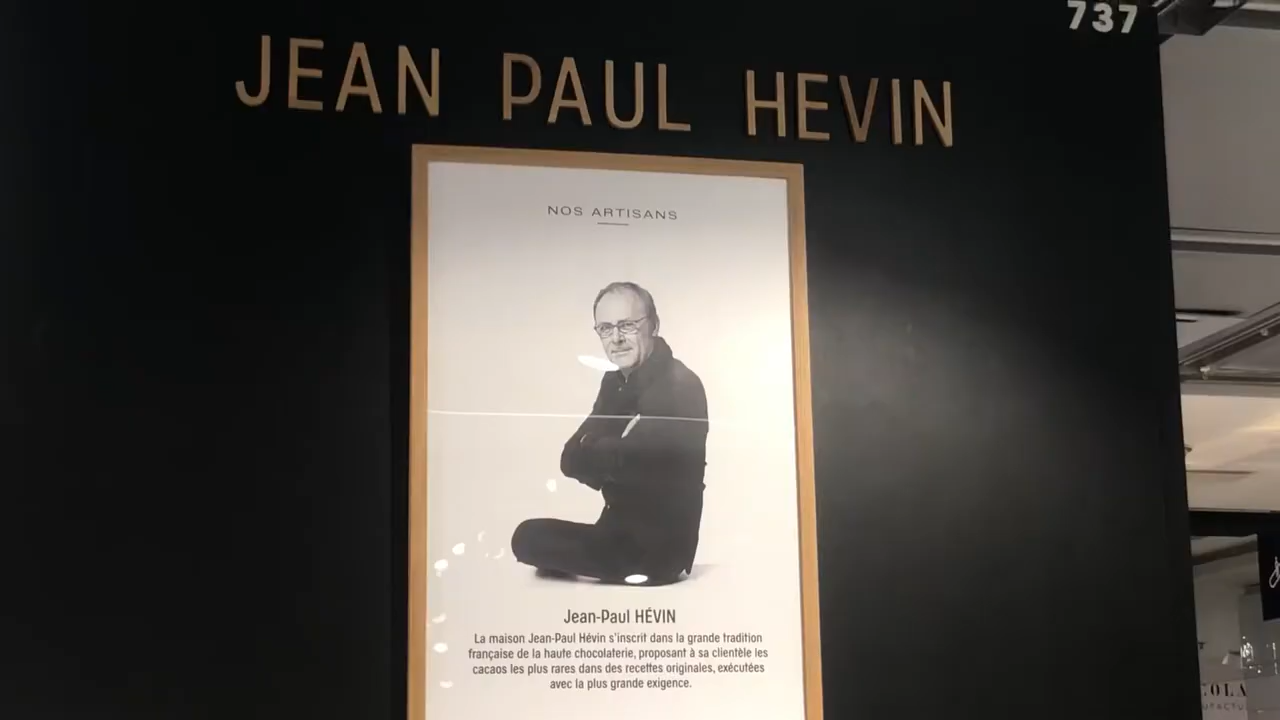 737
JEAN PAUL HEVIN
NOS ARTISANS
Jean-Paul HÉVIN
La maison Jean-Paul Hévin s'inscrit dans la grande tradition
française de la haute chocolaterie, proposant à sa clientèle les
cacaos les plus rares dans des recettes originales, exécutées
avec la plus grande exigence.